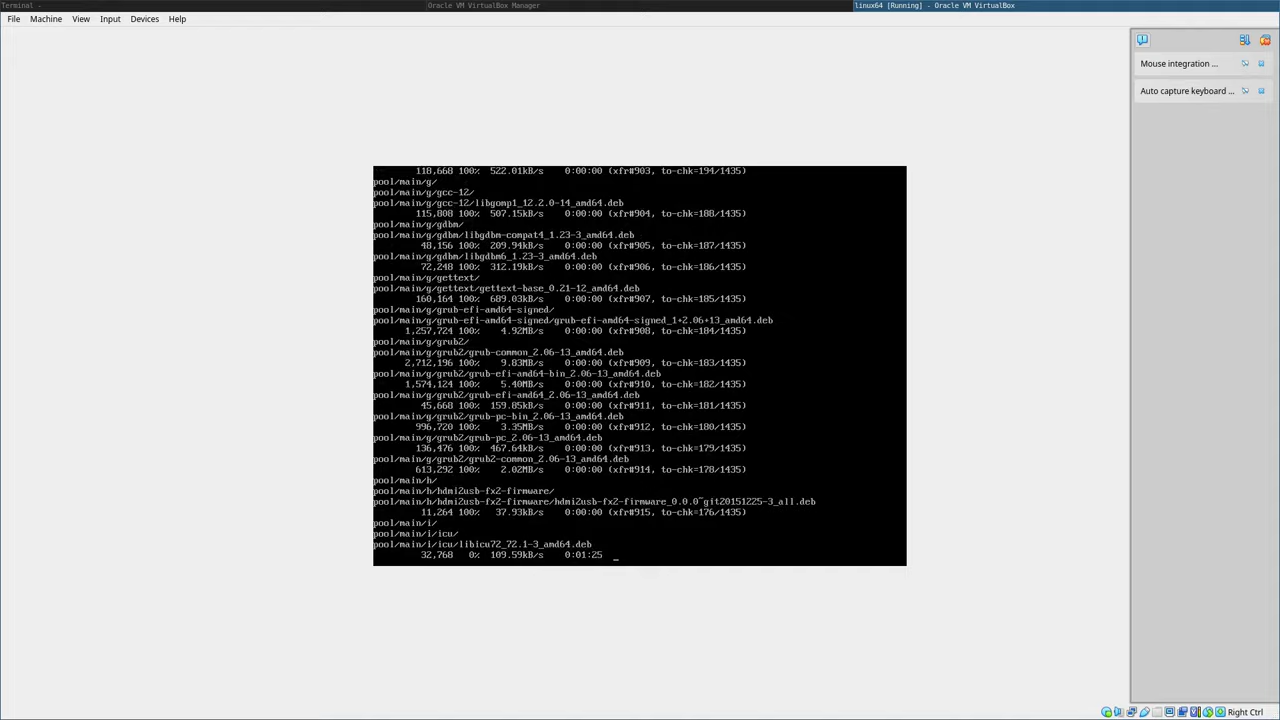 Terminal -
Oracle VM VirtualBox Manager
linux64 [Running] - Oracle VM VirtualBox
File Machine View Input Devices Help
Mouse integration ...
Auto capture keyboard ...
118,668 100% 522.01kB/s 0:00:00 (xfr#903, to-chk=194/1435)
pool/main/g/
pool/main/g/gcc-12/
pool/main/g/gcc-12/libgomp1_12.2.0-14_amd64.deb
115,808 100% 507.15kB/s 0:00:00 (xfr#904, to-chk=188/1435)
pool/main/g/gdbm/
pool/main/g/gdbm/libgdbm-compat4_1.23-3_amd64.deb
48,156 100% 209.94kB/s 0:00:00 (xfr#905, to-chk=187/1435)
pool/main/g/gdbm/libgdbm6_1.23-3_amd64.deb
72,248 100% 312.19kB/s 0:00:00 (xfr#906, to-chk=186/1435)
pool/main/g/gettext/
pool/main/g/gettext/gettext-base_0.21-12_amd64.deb
160,164 100% 689.03kB/s 0:00:00 (xfr#907, to-chk=185/1435)
pool/main/g/grub-efi-amd64-signed/
pool/main/g/grub-efi-amd64-signed/grub-efi-amd64-signed_1+2.06+13_amd64.deb
1,257,724 100% 4.92MB/s 0:00:00 (xfr#908, to-chk=184/1435)
pool/main/g/grub2/
pool/main/g/grub2/grub-common_2.06-13_amd64.deb
2,712,196 100% 9.83MB/s 0:00:00 (xfr#909, to-chk=183/1435)
pool/main/g/grub2/grub-efi-amd64-bin_2.06-13_amd64.deb
1,574,124 100% 5.40MB/s 0:00:00 (xfr#910, to-chk=182/1435)
pool/main/g/grub2/grub-efi-amd64_2.06-13_amd64.deb
45,668 100% 159.85kB/s 0:00:00 (xfr#911, to-chk=181/1435)
pool/main/g/grub2/grub-pc-bin_2.06-13_amd64.deb
996,720 100% 3.35MB/s 0:00:00 (xfr#912, to-chk=180/1435)
pool/main/g/grub2/grub-pc_2.06-13_amd64.deb
136,476 100% 467.64kB/s 0:00:00 (xfr#913, to-chk=179/1435)
pool/main/g/grub2/grub2-common_2.06-13_amd64.deb
613,292 100% 2.02MB/s 0:00:00 (xfr#914, to-chk=178/1435)
pool/main/h/
pool/main/h/hdmi2usb-fx2-firmware/
pool/main/h/hdmi2usb-fx2-firmware/hdmi2usb-fx2-firmware_0.0.0~git20151225-3_all.deb
11,264 100% 37.93kB/s 0:00:00 (xfr#915, to-chk=176/1435)
pool/main/i/
pool/main/i/icu/
pool/main/i/icu/libicu72_72.1-3_amd64.deb
32,768 0% 109.59kB/s 0:01:25 _
Right Ctrl